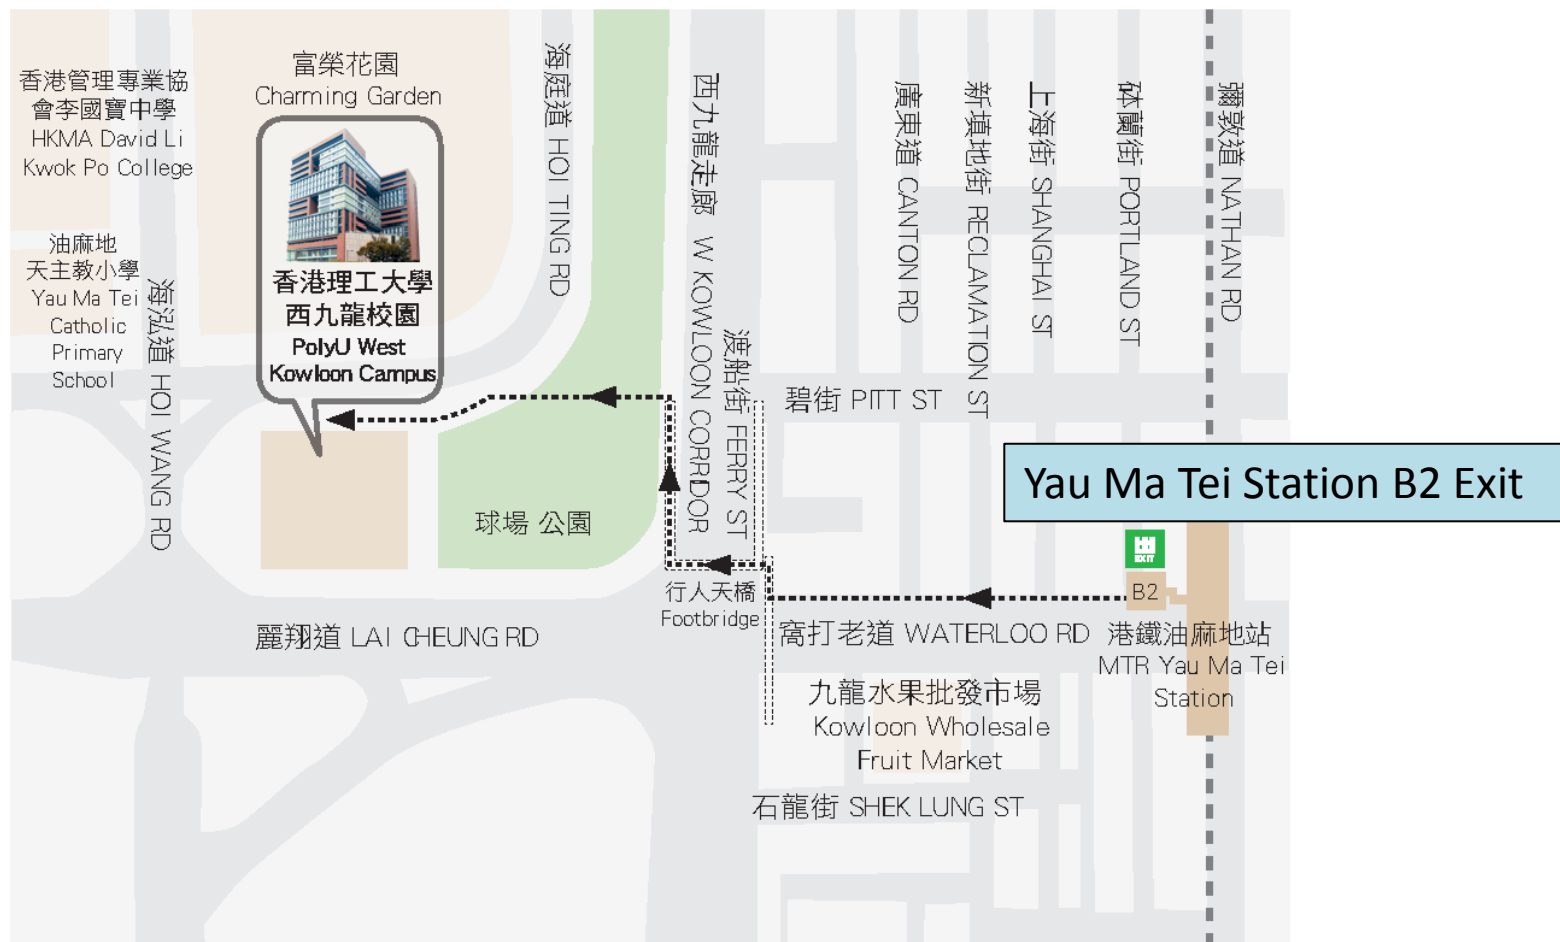 香港管理專業協
會李國寶中學
HKMA David Li
Kwok Po College
富榮花園
Charming Garden
油麻地
天主教小學
Yau Ma Tei
Catholic
Primary
School
海泓道 HOI WANG RD
香港理工大學
西九龍校園
PolyU West
Kowloon Campus
海庭道 HOI TING RD
西九龍走廊 W KOWLOON CORRIDOR
渡船街 FERRY ST
廣東道 CANTON RD
新填地街 RECLAMATION ST
上海街 SHANGHAI ST
砵蘭街 PORTLAND ST
彌敦道 NATHAN RD
碧街 PITT ST
Yau Ma Tei Station B2 Exit
球場 公園
出
EXIT
B2
行人天橋
Footbridge
麗翔道 LAI CHEUNG RD
窩打老道 WATERLOO RD
港鐵油麻地站
MTR Yau Ma Tei
Station
九龍水果批發市場
Kowloon Wholesale
Fruit Market
石龍街 SHEK LUNG ST